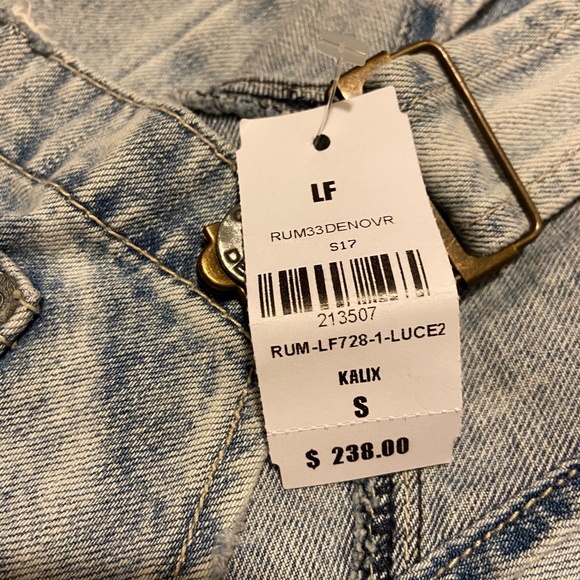 LF
RUM33DENOVR
S17
213507
RUM-LF728-1-LUCE2
KALIX
S
$ 238.00